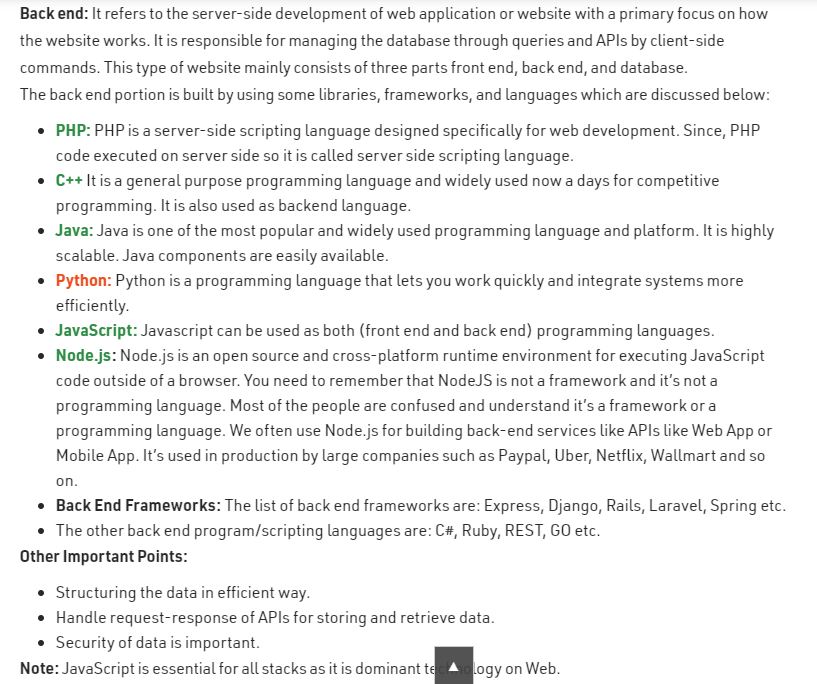 Back end: It refers to the server-side development of web application or website with a primary focus on how
the website works. It is responsible for managing the database through queries and APIs by client-side
commands. This type of website mainly consists of three parts front end, back end, and database.
The back end portion is built by using some libraries, frameworks, and languages which are discussed below:
• PHP: PHP is a server-side scripting language designed specifically for web development. Since, PHP
code executed on server side so it is called server side scripting language.
• C++ It is a general purpose programming language and widely used now a days for competitive
programming. It is also used as backend language.
• Java: Java is one of the most popular and widely used programming language and platform. It is highly
scalable. Java components are easily available.
• Python: Python is a programming language that lets you work quickly and integrate systems more
efficiently.
• JavaScript: Javascript can be used as both (front end and back end) programming languages.
• Node.js: Node.js is an open source and cross-platform runtime environment for executing JavaScript
code outside of a browser. You need to remember that NodeJS is not a framework and it's not a
programming language. Most of the people are confused and understand it's a framework or a
programming language. We often use Node.js for building back-end services like APIs like Web App or
Mobile App. It's used in production by large companies such as Paypal, Uber, Netflix, Wallmart and so
on.
• Back End Frameworks: The list of back end frameworks are: Express, Django, Rails, Laravel, Spring etc.
• The other back end program/scripting languages are: C#, Ruby, REST, GO etc.
Other Important Points:
• Structuring the data in efficient way.
• Handle request-response of APIs for storing and retrieve data.
• Security of data is important.
Note: JavaScript is essential for all stacks as it is dominant technology on Web.